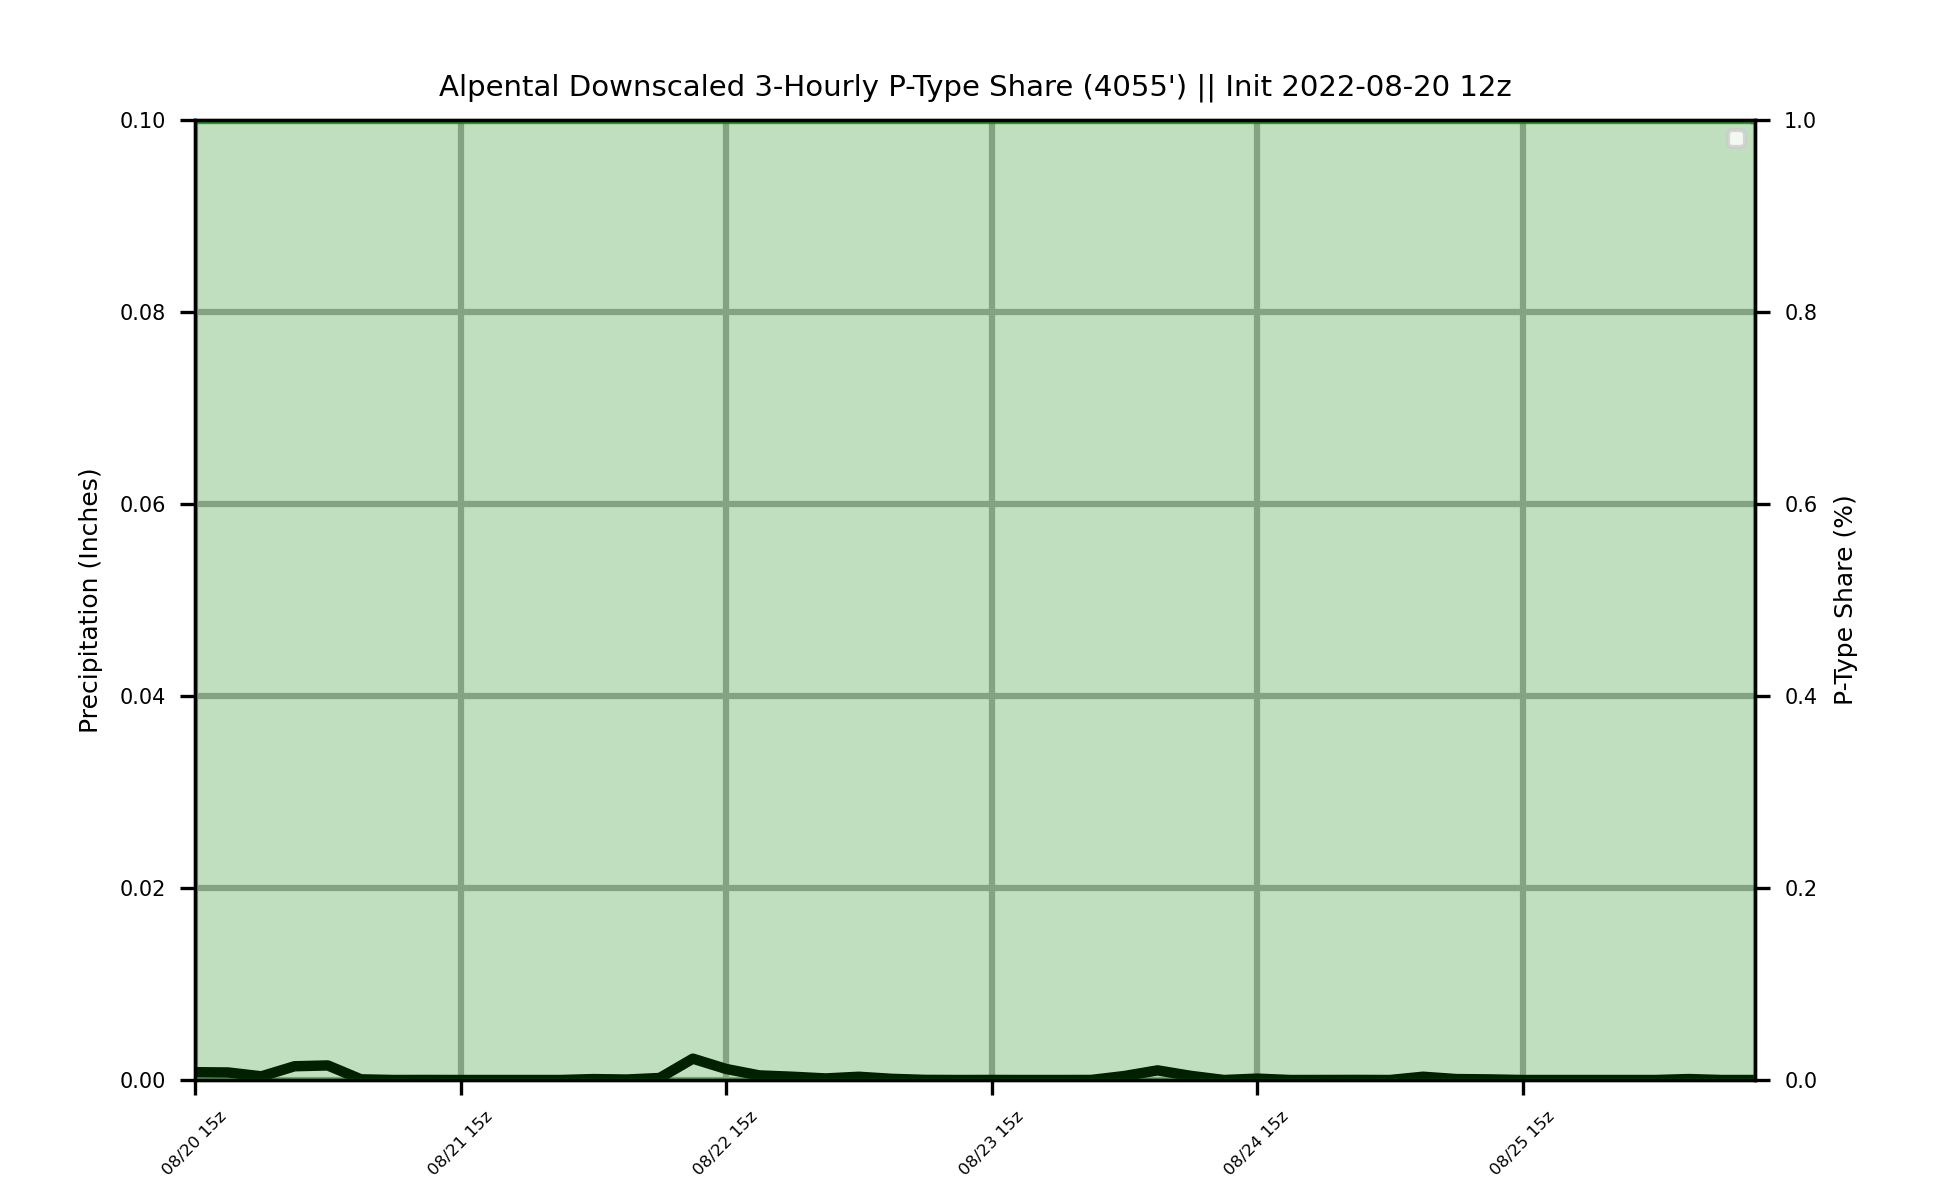 Alpental Downscaled 3-Hourly P-Type Share (4055') || Init 2022-08-20 12z
Precipitation (Inches)
0.10
0.08
0.06
0.04
0.02
0.00
1.0
0.8
0.6
0.4
0.2
0.0
P-Type Share (%)
08/20 15z
08/21 15z
08/22 15z
08/23 15z
08/24 15z
08/25 15z